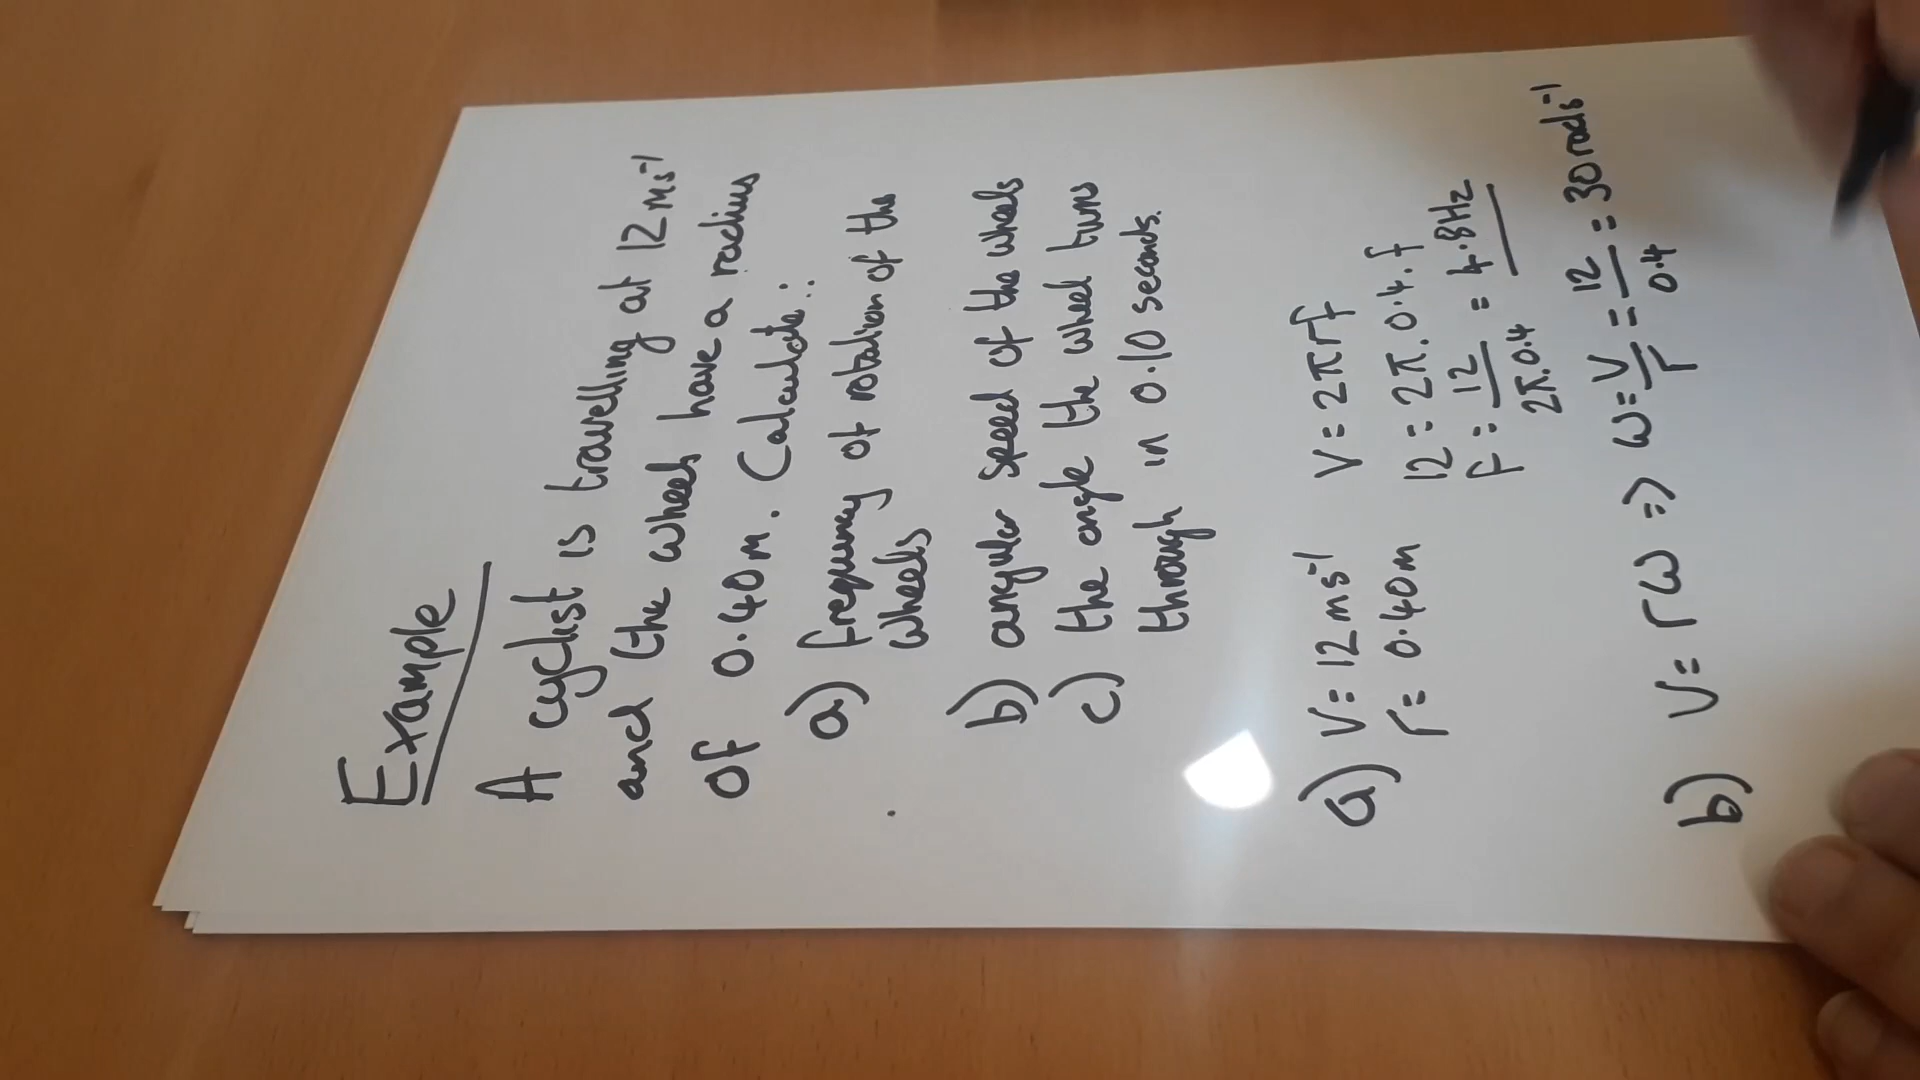 Example
A cyclist is travelling at 12 ms⁻¹
and the wheels have a radius
of 0.40m. Calculate:
a) frequency of rotation of the
wheels
b) angular speed of the wheels
c) the angle the wheel turns
through in 0.10 seconds.
a) V = 12 ms⁻¹ V = 2πrf
r = 0.40m 12 = 2π.0.4.f
f = 12/2π.0.4 = 4.8Hz
b) V = rω => ω = V/r = 12/0.4 = 30 rads⁻¹